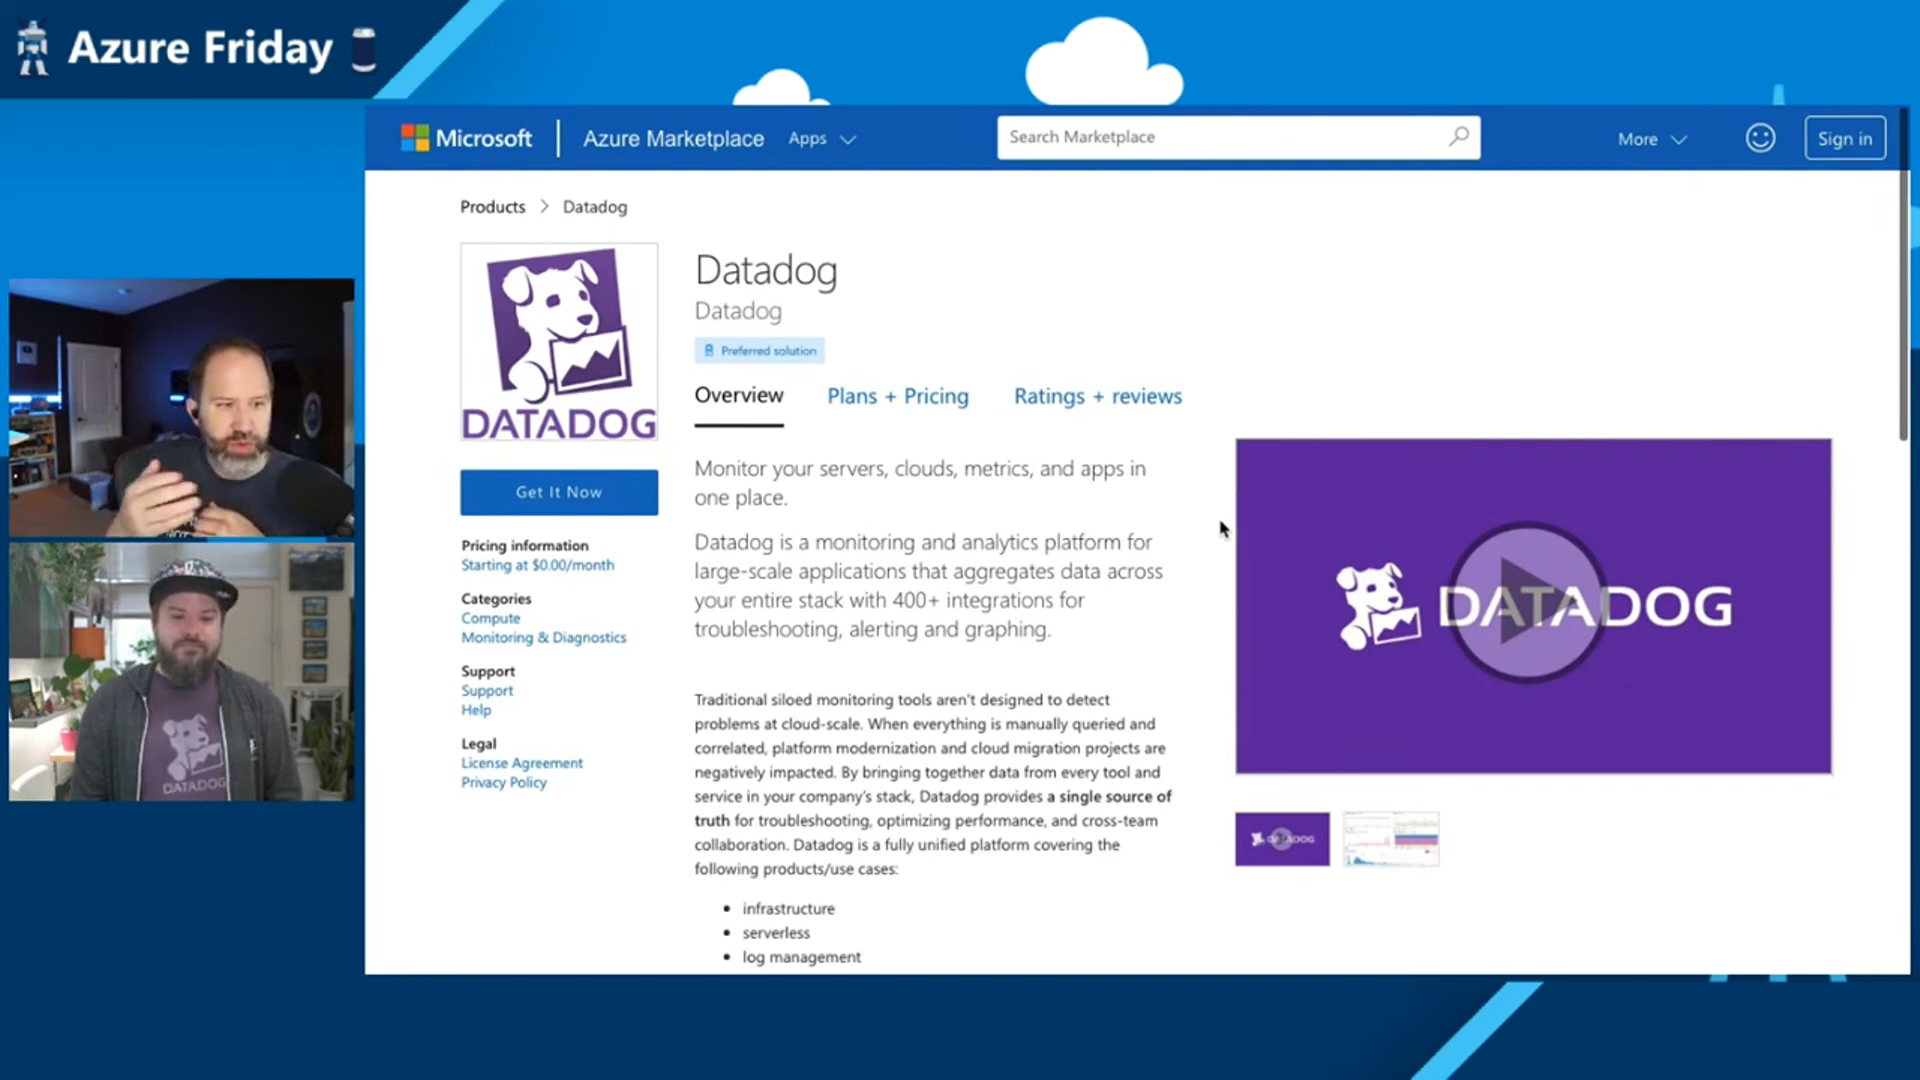 Azure Friday
Microsoft
Azure Marketplace
Apps
Search Marketplace
More
Sign in
Products > Datadog
DATADOG
Datadog
Datadog
Preferred solution
Overview
Plans + Pricing
Ratings + reviews
Get It Now
Pricing information
Starting at $0.00/month
Categories
Compute
Monitoring & Diagnostics
Support
Support
Help
Legal
License Agreement
Privacy Policy
Monitor your servers, clouds, metrics, and apps in
one place.
Datadog is a monitoring and analytics platform for
large-scale applications that aggregates data across
your entire stack with 400+ integrations for
troubleshooting, alerting and graphing.
Traditional siloed monitoring tools aren't designed to detect
problems at cloud-scale. When everything is manually queried and
correlated, platform modernization and cloud migration projects are
negatively impacted. By bringing together data from every tool and
service in your company's stack, Datadog provides a single source of
truth for troubleshooting, optimizing performance, and cross-team
collaboration. Datadog is a fully unified platform covering the
following products/use cases:
• infrastructure
• serverless
• log management
DATADOG
DATADOG
DATADOG